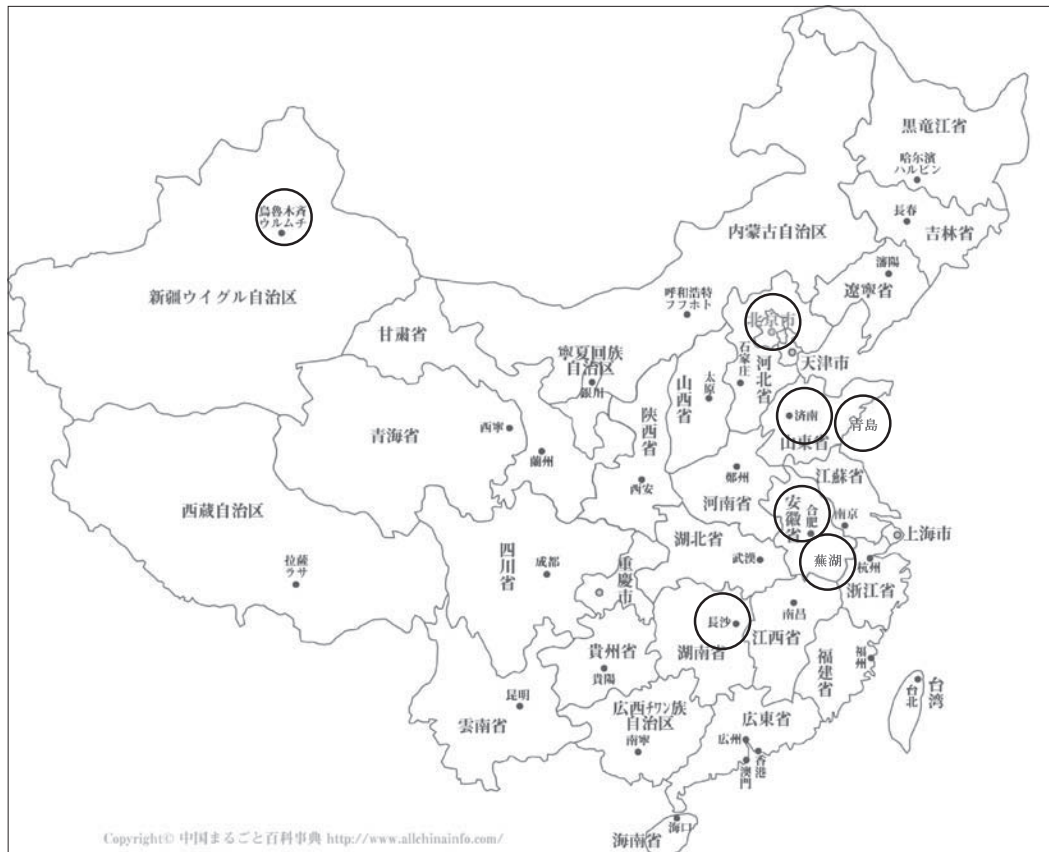 黒竜江省
哈尔濱
ハルビン
長春
吉林省
烏魯木斉
ウルムチ
内蒙古自治区
瀋陽
遼寧省
新疆ウイグル自治区
呼和浩特
フフホト
北京市
甘粛省
天津市
石家庄
河北省
寧夏回族
自治区
銀川
山西省
太原
済南
青島
山東省
陝西省
青海省
西寧
蘭州
鄭州
江蘇省
西安
河南省
安徽省
合肥
南京
西蔵自治区
上海市
湖北省
四川省
成都
重慶市
武漢
蕪湖
杭州
拉薩
ラサ
浙江省
南昌
長沙
江西省
湖南省
貴州省
貴陽
福建省
福州
台湾
台北
昆明
雲南省
広西チワン族
自治区
南寧
広東省
広州
香港
澳門
海口
海南省
Copyright© 中国まるごと百科事典 http://www.allchinainfo.com/